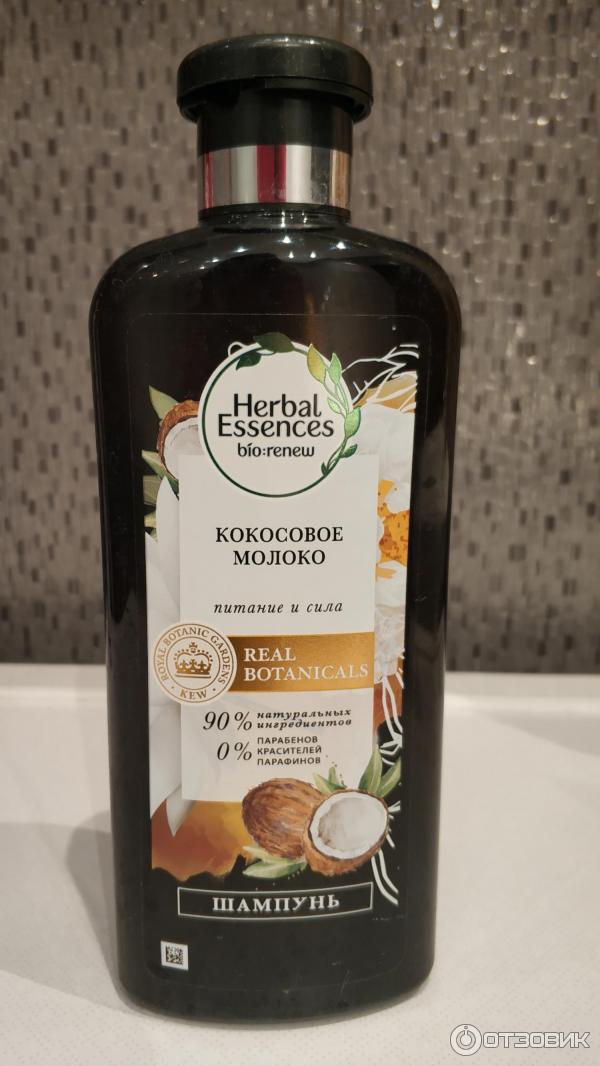 Herbal
Essences
bío:renew
КОКОСОВОЕ
МОЛОКО
питание и сила
ROYAL BOTANIC GARDENS
KEW
REAL
BOTANICALS
90% натуральных
ингредиентов
0% ПАРАБЕНОВ
КРАСИТЕЛЕЙ
ПАРАФИНОВ
ШАМПУНЬ
ОТЗОВИК